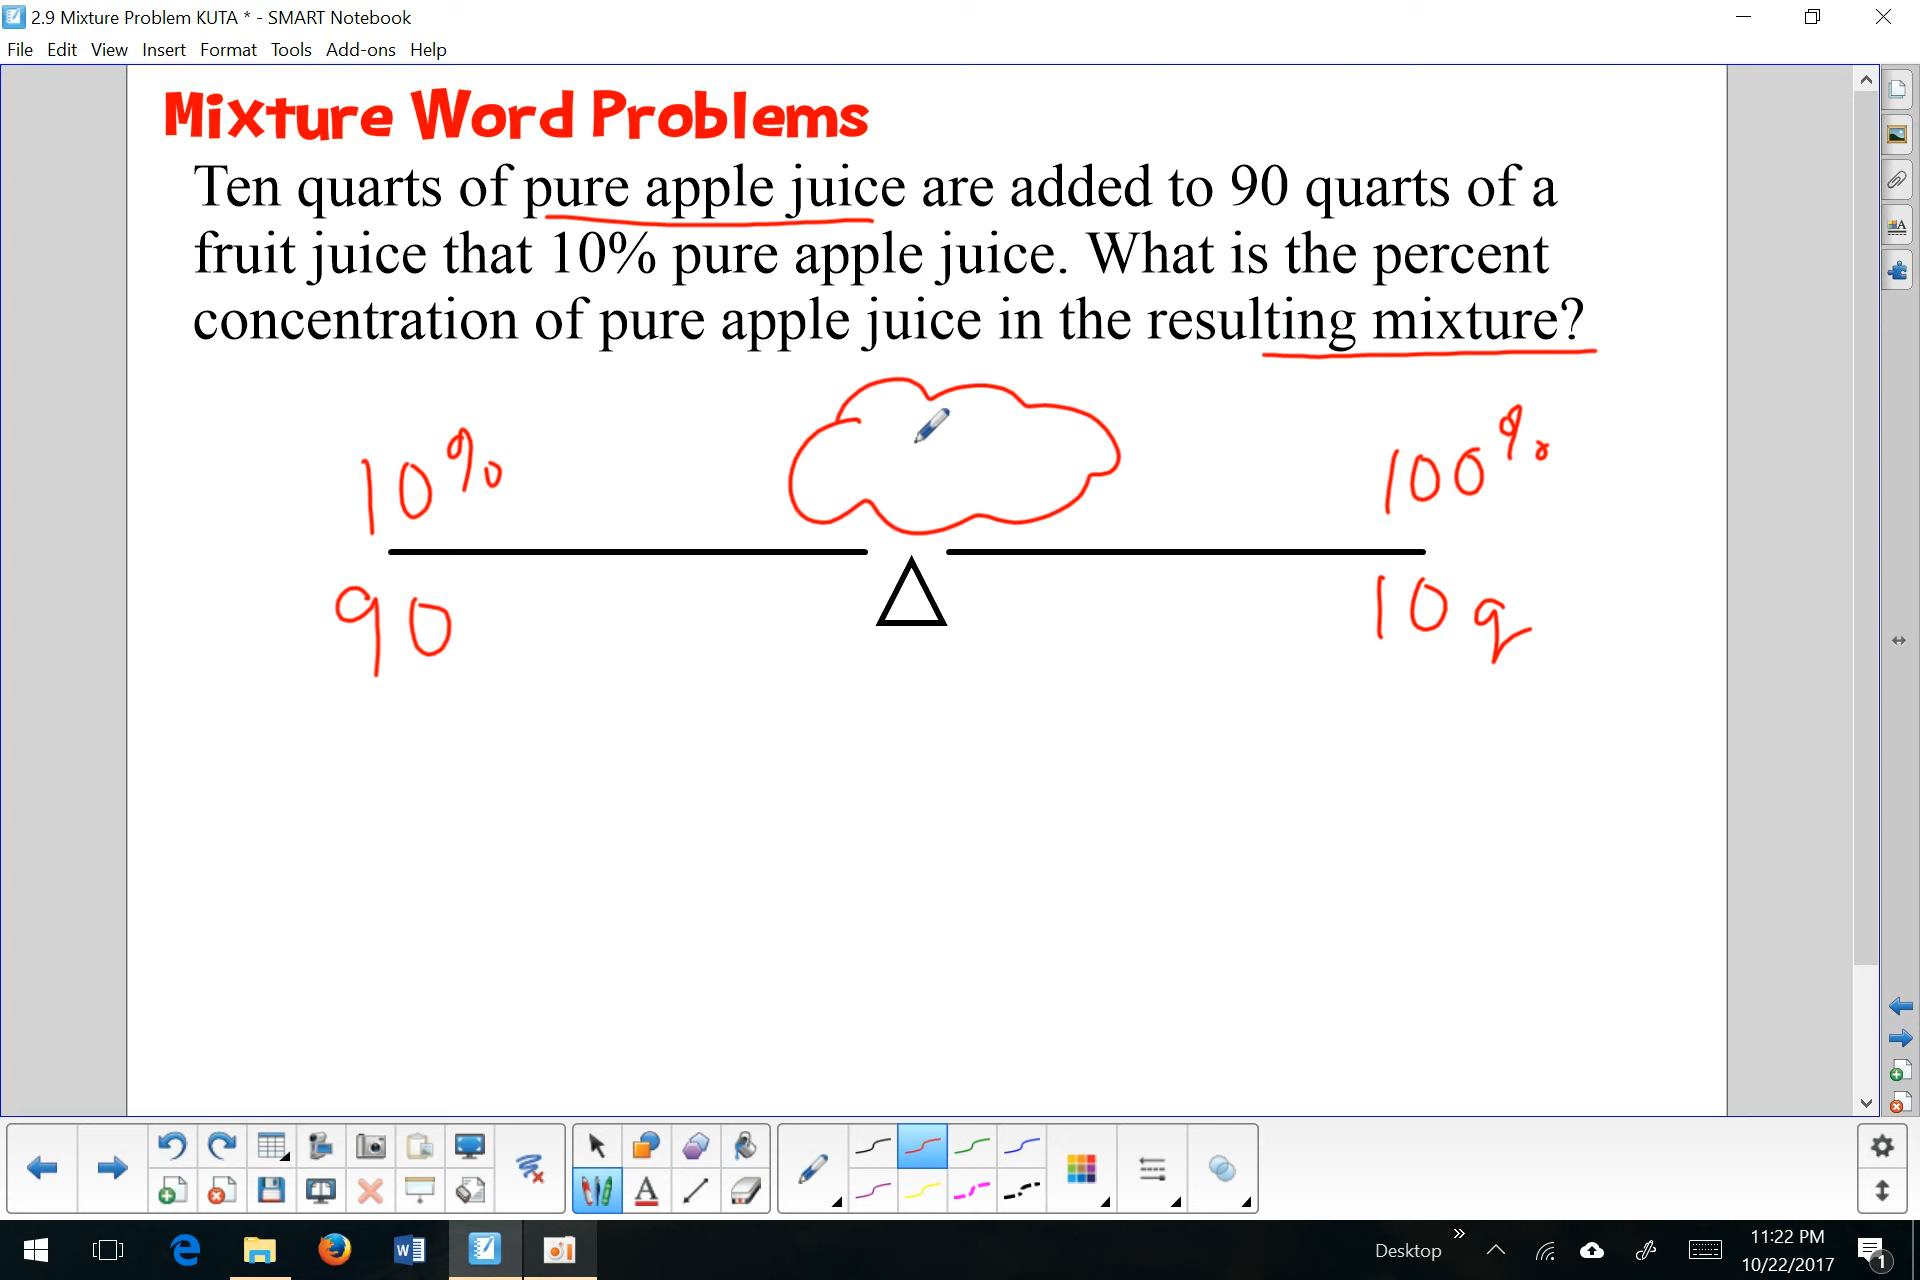 2.9 Mixture Problem KUTA * - SMART Notebook
File Edit View Insert Format Tools Add-ons Help
Mixture Word Problems
Ten quarts of pure apple juice are added to 90 quarts of a
fruit juice that 10% pure apple juice. What is the percent
concentration of pure apple juice in the resulting mixture?
10% 100%
90 10 q
Desktop
11:22 PM
10/22/2017
1